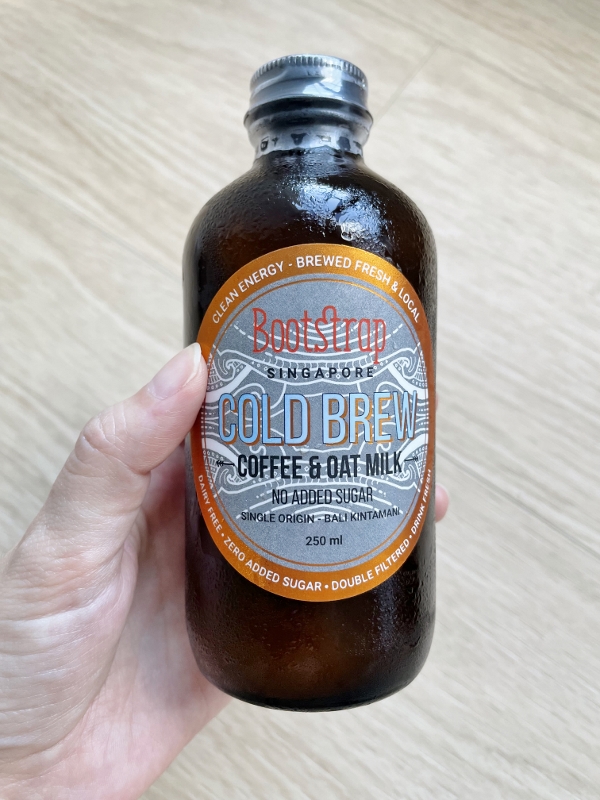 CLEAN ENERGY - BREWED FRESH & LOCAL
Bootstrap
SINGAPORE
COLD BREW
COFFEE & OAT MILK
NO ADDED SUGAR
SINGLE ORIGIN - BALI KINTAMANI
250 ml
DAIRY FREE • ZERO ADDED SUGAR • DOUBLE FILTERED • DRINK FRESH